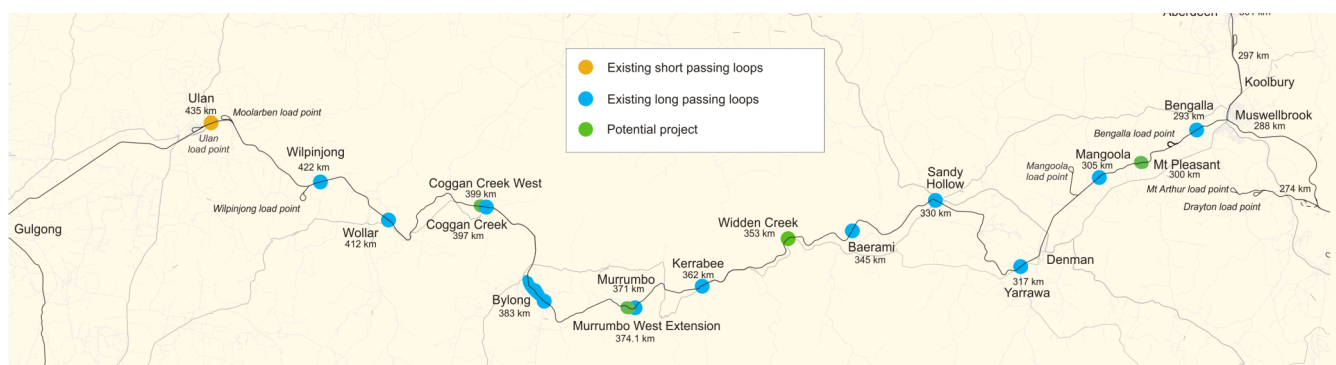 Aberdeen
297 km
Koolbury
Existing short passing loops
Existing long passing loops
Potential project
Ulan
435 km
Moolarben load point
Ulan
load point
Wilpinjong
422 km
Wilpinjong load point
Wollar
412 km
Coggan Creek West
399 km
Coggan Creek
397 km
Gulgong
Bylong
383 km
Murrumbo
371 km
Murrumbo West Extension
374.1 km
Kerrabee
362 km
Widden Creek
353 km
Baerami
345 km
Sandy
Hollow
330 km
317 km
Yarrawa
Denman
Mangoola
305 km
Mangoola
load point
Bengalla
293 km
Bengalla load point
Muswellbrook
288 km
Mt Pleasant
300 km
Mt Arthur load point
274 km
Drayton load point